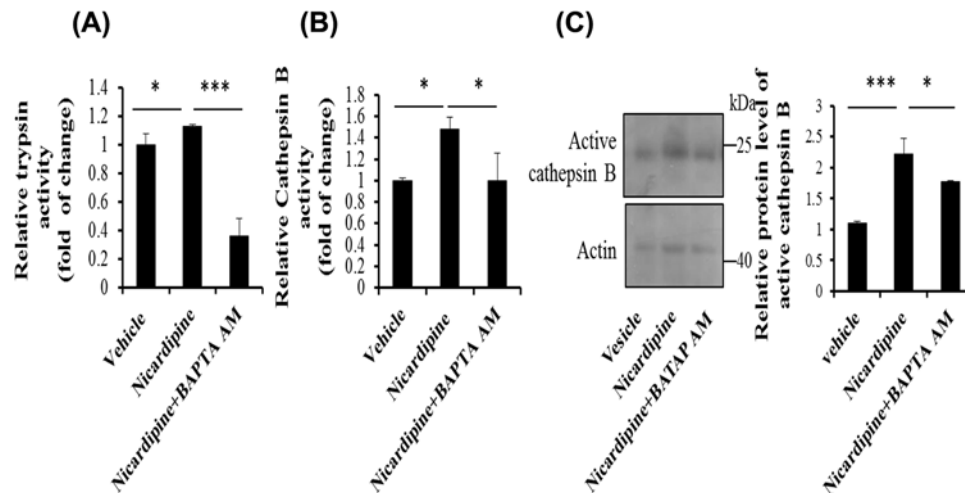 (A)
Relative trypsin
activity
(fold of change)
1.4
1.2
1
0.8
0.6
0.4
0.2
0
*
***
Vehicle
Nicardipine
Nicardipine+BAPTA AM
(B)
Relative Cathepsin B
activity
(fold of change)
1.8
1.6
1.4
1.2
1
0.8
0.6
0.4
0.2
0
*
*
Vehicle
Nicardipine
Nicardipine+BAPTA AM
(C)
kDa
Active
cathepsin B
25
Actin
40
Vesicle
Nicardipine
Nicardipine+BATAP AM
Relative protein level of
active cathepsin B
3
2.5
2
1.5
1
0.5
0
***
*
vehicle
Nicardipine
Nicardipine+BAPTA AM